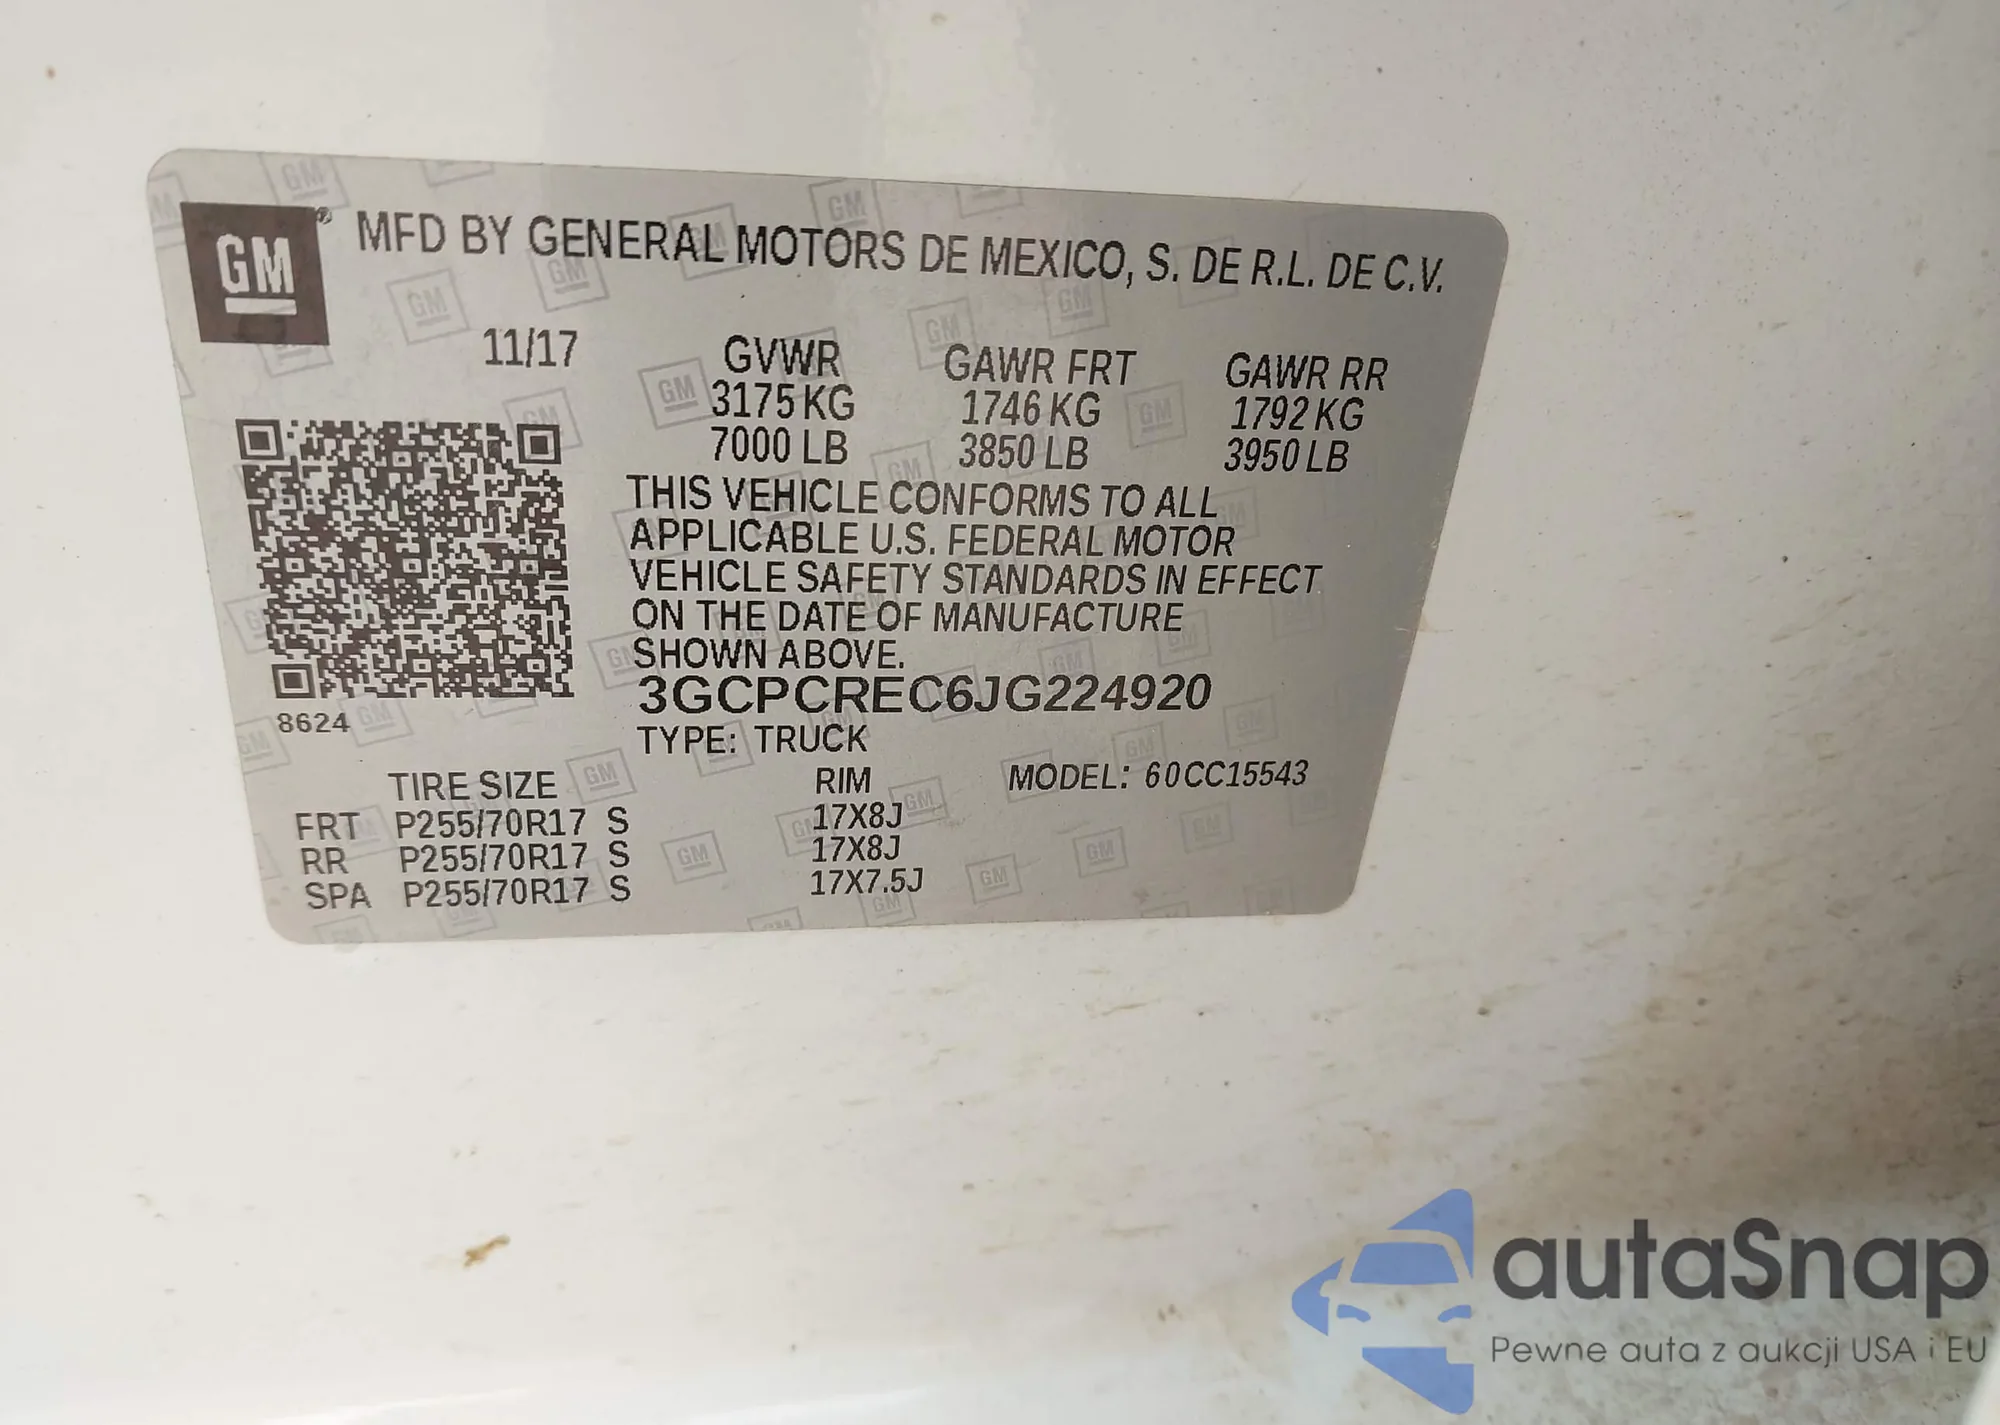 GM ® MFD BY GENERAL MOTORS DE MEXICO, S. DE R.L. DE C.V.
11/17 GVWR GAWR FRT GAWR RR
3175 KG 1746 KG 1792 KG
7000 LB 3850 LB 3950 LB
THIS VEHICLE CONFORMS TO ALL
APPLICABLE U.S. FEDERAL MOTOR
VEHICLE SAFETY STANDARDS IN EFFECT
ON THE DATE OF MANUFACTURE
SHOWN ABOVE.
3GCPCREC6JG224920
8624
TYPE: TRUCK
TIRE SIZE RIM MODEL: 60CC15543
FRT P255/70R17 S 17X8J
RR P255/70R17 S 17X8J
SPA P255/70R17 S 17X7.5J
autaSnap
Pewne auta z aukcji USA i EU